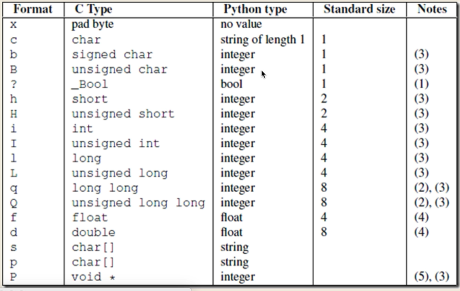 Format C Type Python type Standard size Notes
x pad byte no value
c char string of length 1 1
b signed char integer 1 (3)
B unsigned char integer 1 (3)
? _Bool bool 1 (1)
h short integer 2 (3)
H unsigned short integer 2 (3)
i int integer 4 (3)
I unsigned int integer 4 (3)
l long integer 4 (3)
L unsigned long integer 4 (3)
q long long integer 8 (2), (3)
Q unsigned long long integer 8 (2), (3)
f float float 4 (4)
d double float 8 (4)
s char[] string
p char[] string
P void * integer (5), (3)